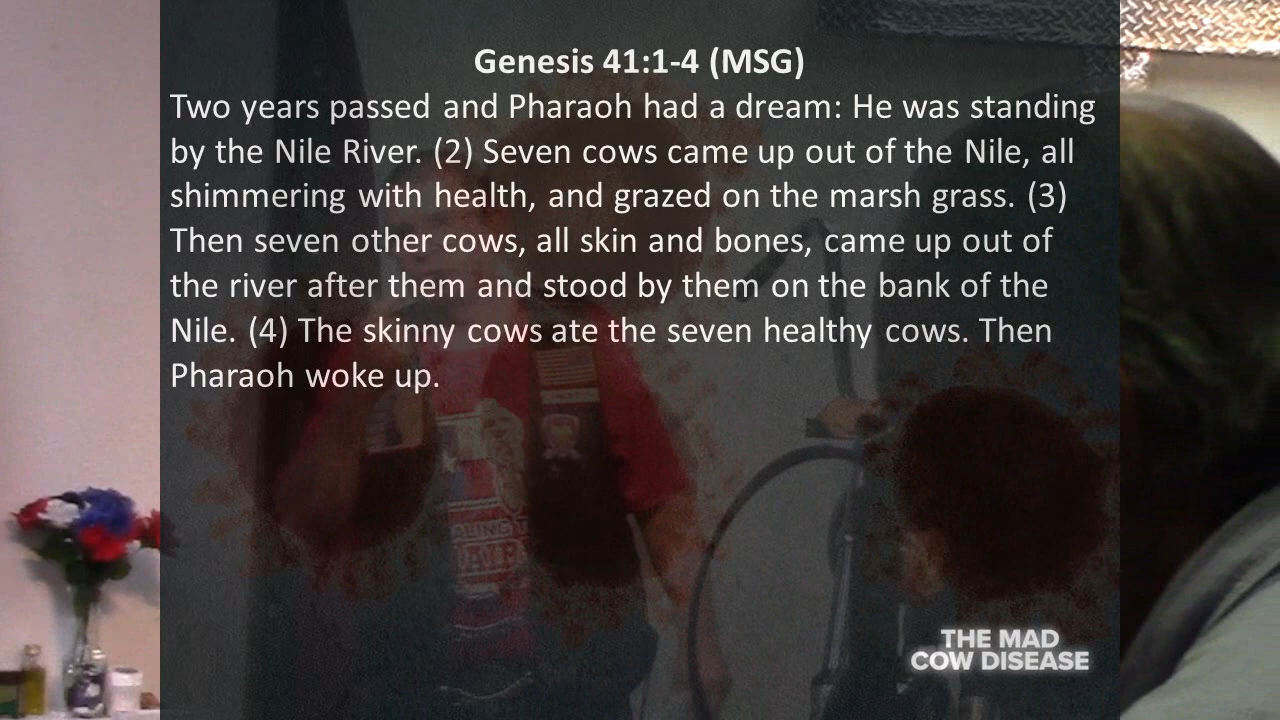 Genesis 41:1-4 (MSG)
Two years passed and Pharaoh had a dream: He was standing
by the Nile River. (2) Seven cows came up out of the Nile, all
shimmering with health, and grazed on the marsh grass. (3)
Then seven other cows, all skin and bones, came up out of
the river after them and stood by them on the bank of the
Nile. (4) The skinny cows ate the seven healthy cows. Then
Pharaoh woke up.
THE MAD
COW DISEASE